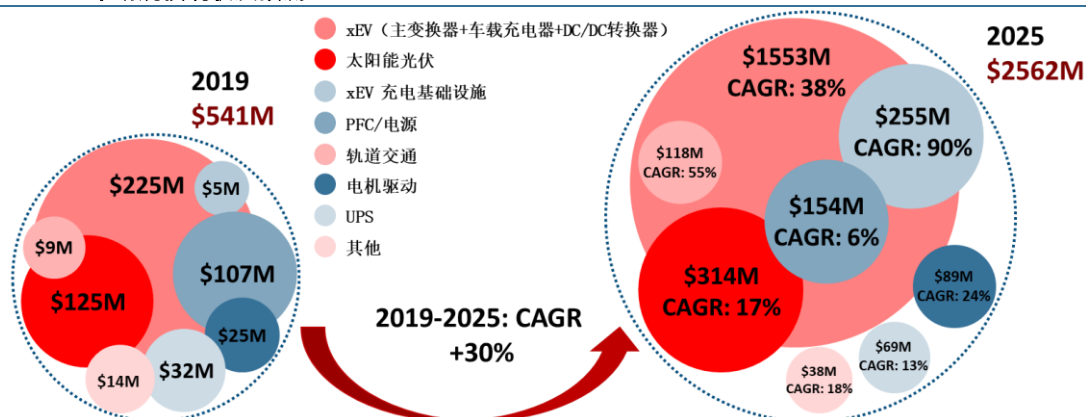 2019
$541M
$225M
$5M
$9M
$107M
$125M
$25M
$32M
$14M
xEV（主变换器+车载充电器+DC/DC转换器）
太阳能光伏
xEV 充电基础设施
PFC/电源
轨道交通
电机驱动
UPS
其他
2019-2025: CAGR
+30%
2025
$2562M
$1553M
CAGR: 38%
$255M
CAGR: 90%
$118M
CAGR: 55%
$154M
CAGR: 6%
$314M
CAGR: 17%
$89M
CAGR: 24%
$69M
CAGR: 13%
$38M
CAGR: 18%